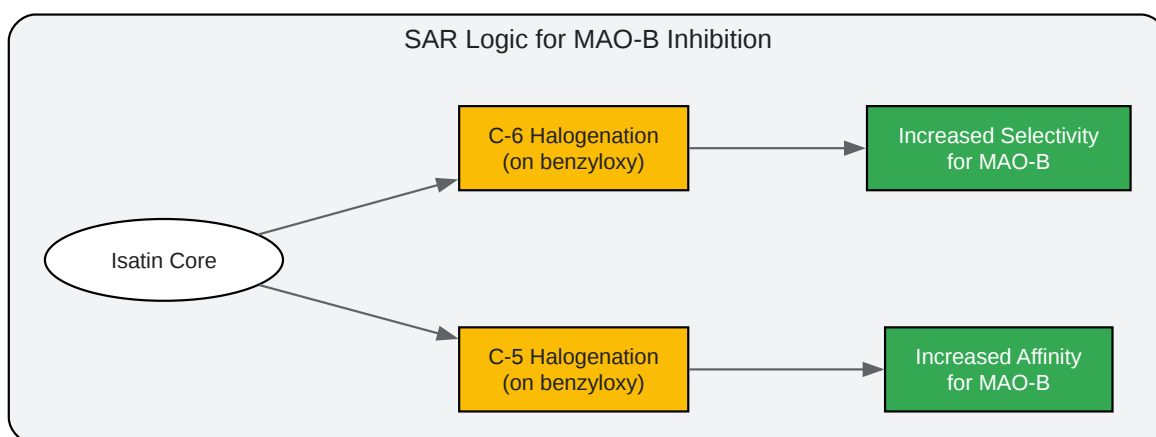 SAR Logic for MAO-B Inhibition
C-6 Halogenation
(on benzyloxy)
Increased Selectivity
for MAO-B
Isatin Core
C-5 Halogenation
(on benzyloxy)
Increased Affinity
for MAO-B